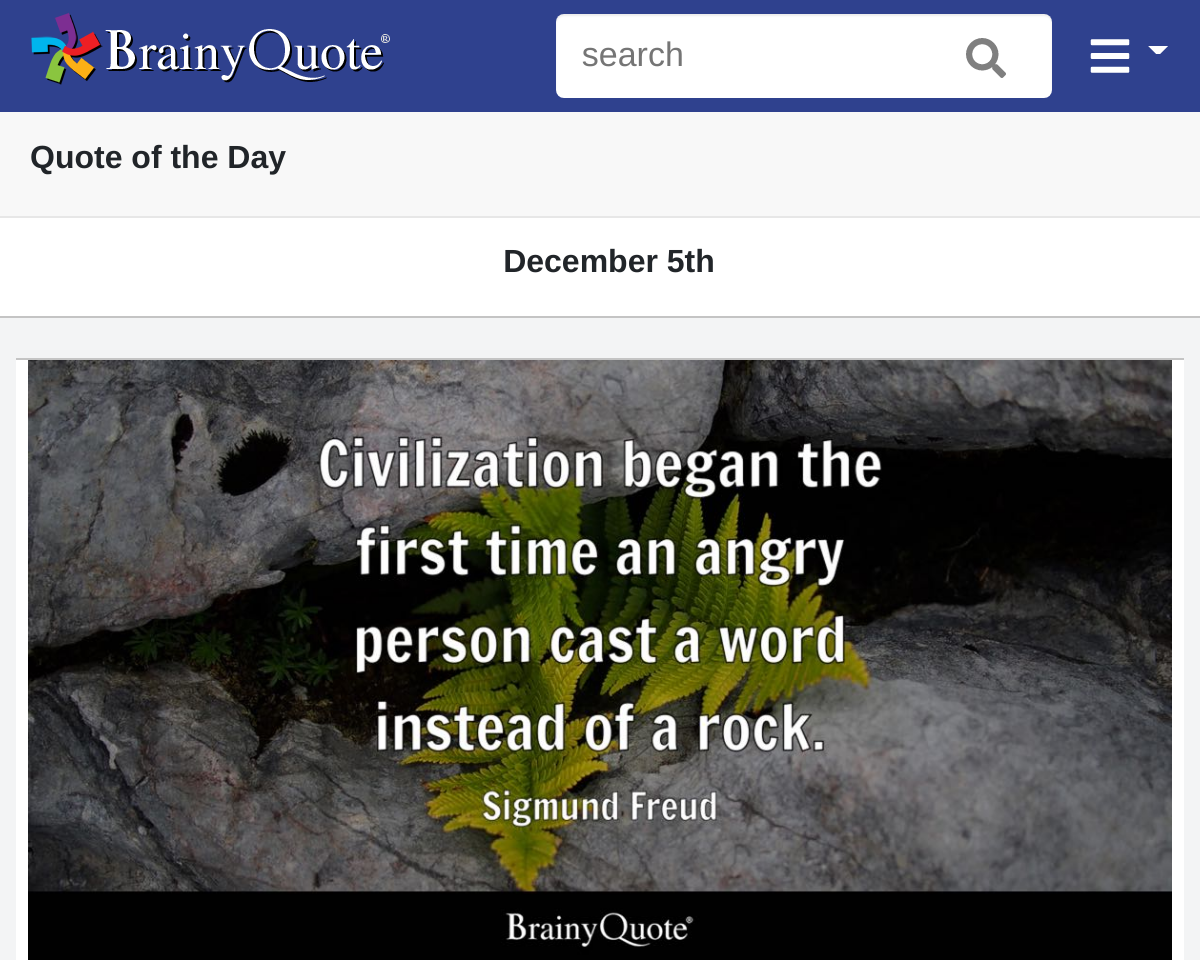 BrainyQuote®
search
Quote of the Day
December 5th
Civilization began the
first time an angry
person cast a word
instead of a rock.
Sigmund Freud
BrainyQuote®